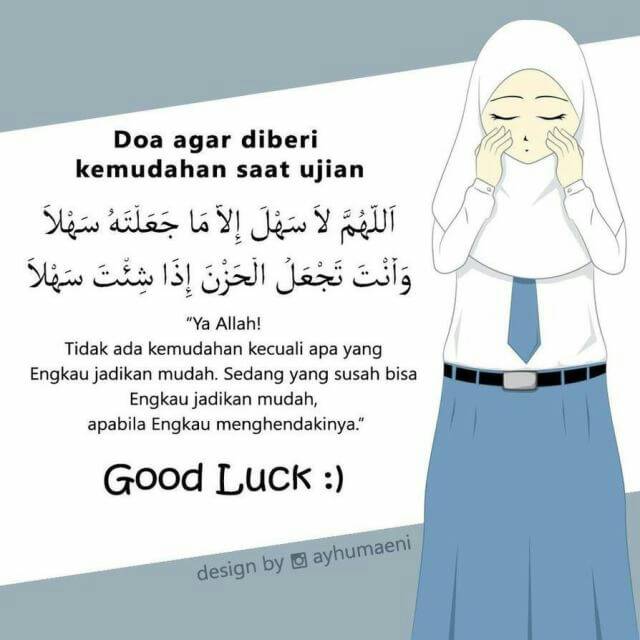 Doa agar diberi
kemudahan saat ujian
اَللّٰهُمَّ لاَ سَهْلَ إِلاَّ مَا جَعَلْتَهُ سَهْلاَ
وَأَنْتَ تَجْعَلُ الْحَزْنَ إِذَا شِئْتَ سَهْلاَ
“Ya Allah!
Tidak ada kemudahan kecuali apa yang
Engkau jadikan mudah. Sedang yang susah bisa
Engkau jadikan mudah,
apabila Engkau menghendakinya.”
Good Luck :)
design by ayhumaeni